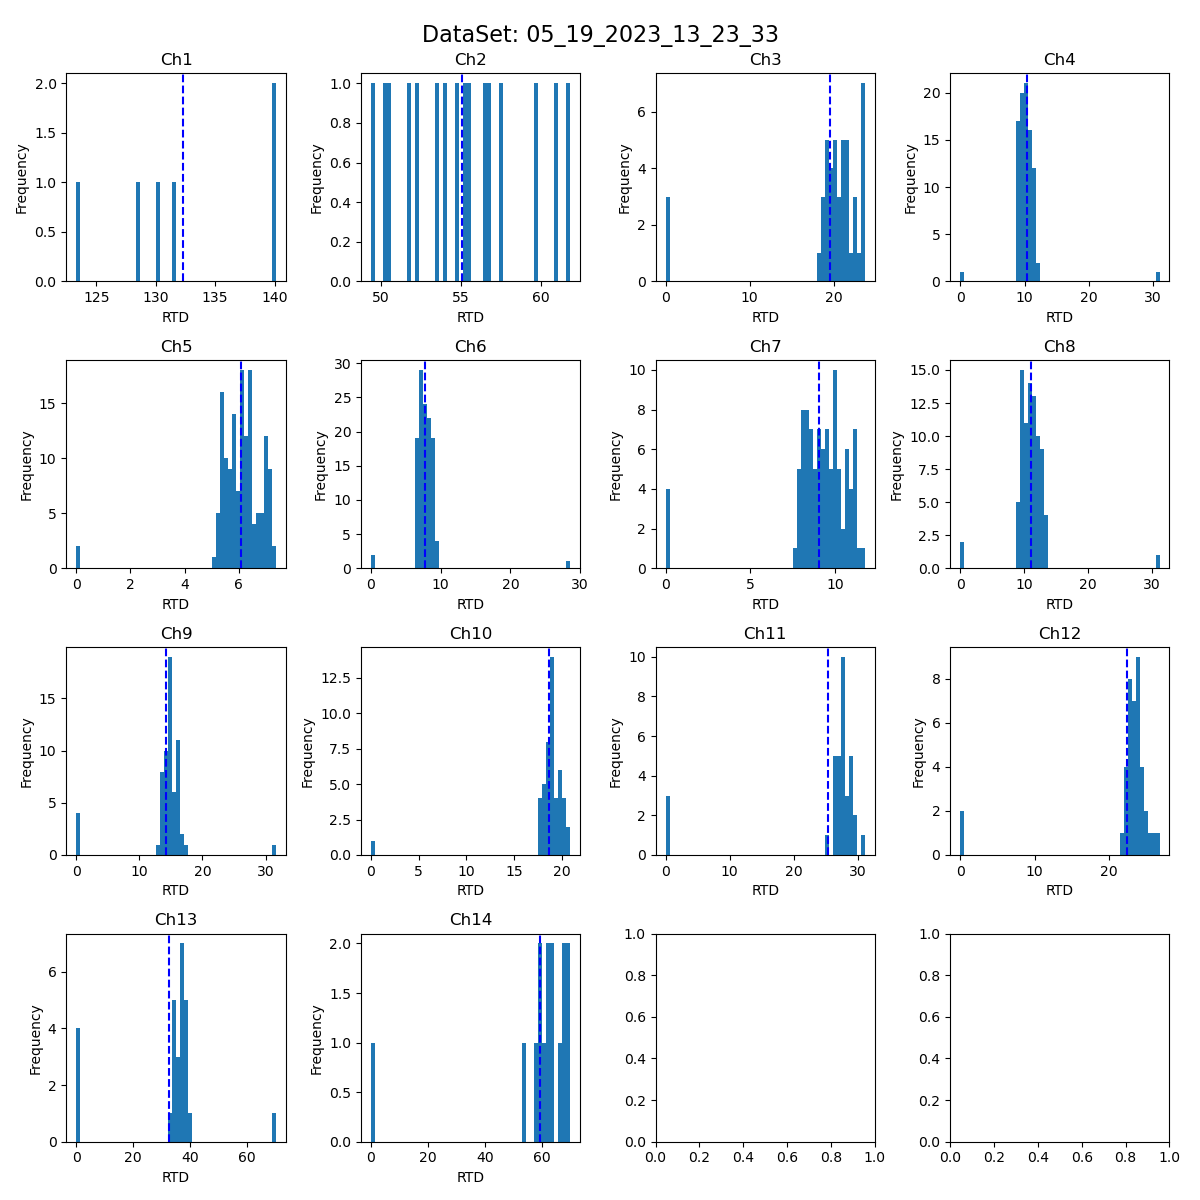 DataSet: 05_19_2023_13_23_33
Ch1 Ch2 Ch3 Ch4
2.0 1.5 1.0 0.5 0.0 Frequency 125 130 135 140 RTD
1.0 0.8 0.6 0.4 0.2 0.0 Frequency 50 55 60 RTD
6 4 2 0 Frequency 0 10 20 RTD
20 15 10 5 0 Frequency 0 10 20 30 RTD
Ch5 Ch6 Ch7 Ch8
15 10 5 0 Frequency 0 2 4 6 RTD
30 25 20 15 10 5 0 Frequency 0 10 20 30 RTD
10 8 6 4 2 0 Frequency 0 5 10 RTD
15.0 12.5 10.0 7.5 5.0 2.5 0.0 Frequency 0 10 20 30 RTD
Ch9 Ch10 Ch11 Ch12
15 10 5 0 Frequency 0 10 20 30 RTD
12.5 10.0 7.5 5.0 2.5 0.0 Frequency 0 5 10 15 20 RTD
10 8 6 4 2 0 Frequency 0 10 20 30 RTD
8 6 4 2 0 Frequency 0 10 20 RTD
Ch13 Ch14
6 4 2 0 Frequency 0 20 40 60 RTD
2.0 1.5 1.0 0.5 0.0 Frequency 0 20 40 60 RTD
1.0 0.8 0.6 0.4 0.2 0.0 0.0 0.2 0.4 0.6 0.8 1.0
1.0 0.8 0.6 0.4 0.2 0.0 0.0 0.2 0.4 0.6 0.8 1.0